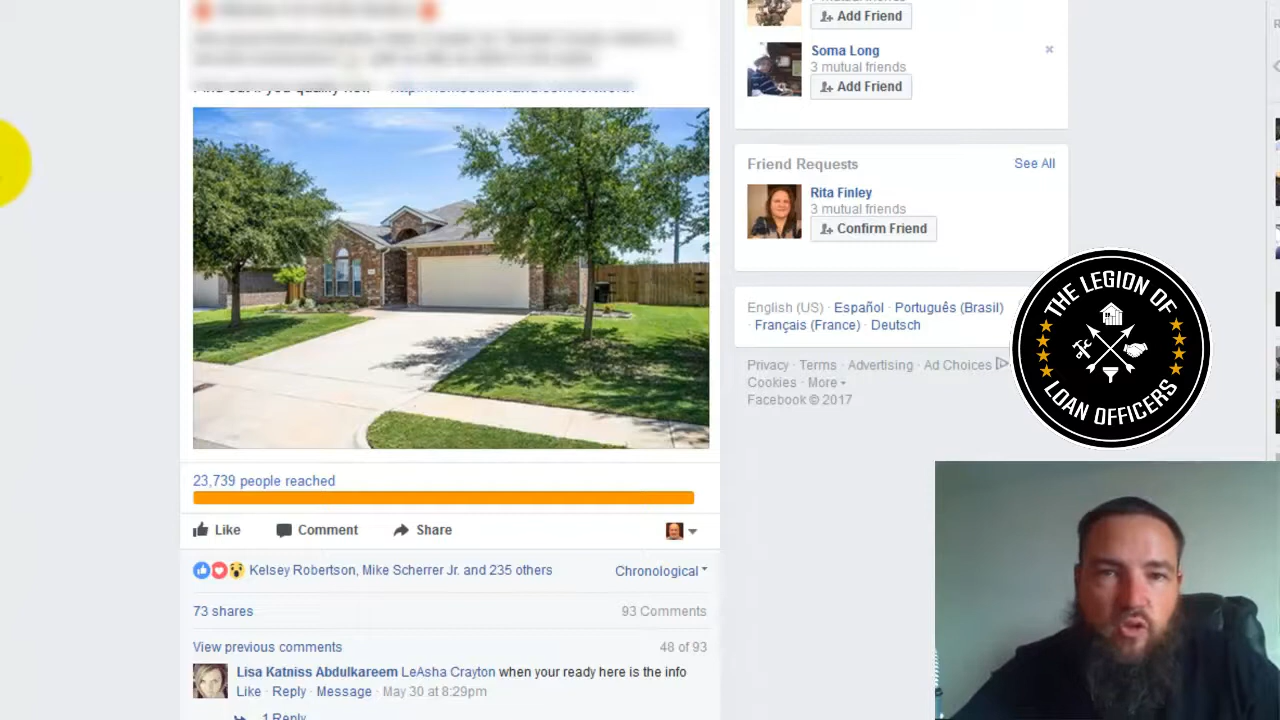 Add Friend
Soma Long
3 mutual friends
Add Friend
Friend Requests
See All
Rita Finley
3 mutual friends
Confirm Friend
English (US) · Español · Português (Brasil)
· Français (France) · Deutsch
Privacy · Terms · Advertising · Ad Choices
Cookies · More
Facebook © 2017
THE LEGION OF
LOAN OFFICERS
23,739 people reached
Like Comment Share
Kelsey Robertson, Mike Scherrer Jr. and 235 others
Chronological
73 shares
93 Comments
View previous comments
48 of 93
Lisa Katniss Abdulkareem LeAsha Crayton when your ready here is the info
Like · Reply · Message · May 30 at 8:29pm
1 Reply